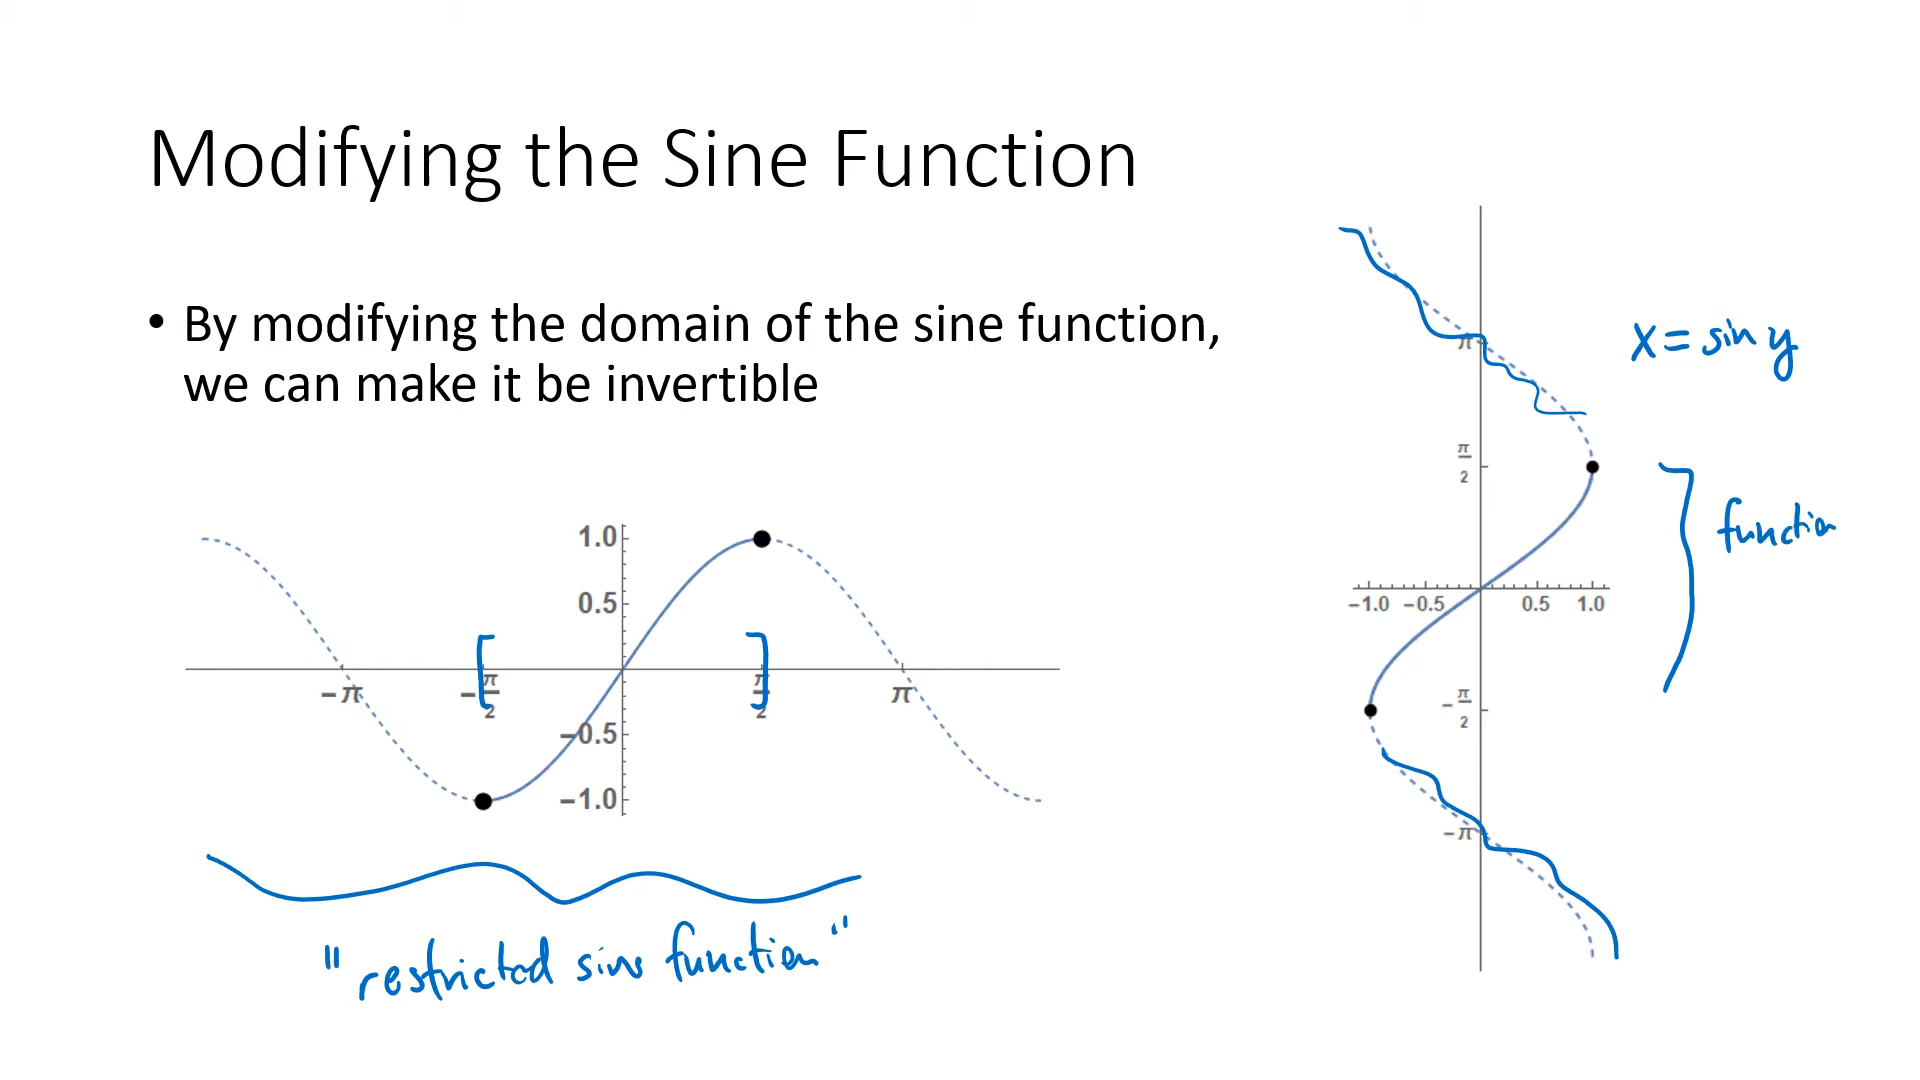 Modifying the Sine Function
• By modifying the domain of the sine function,
we can make it be invertible
x = sin y
π
π/2
function
−1.0 −0.5 0.5 1.0
−π/2
−π
1.0
0.5
−π −π/2 π/2 π
−0.5
−1.0
"restricted sine function"